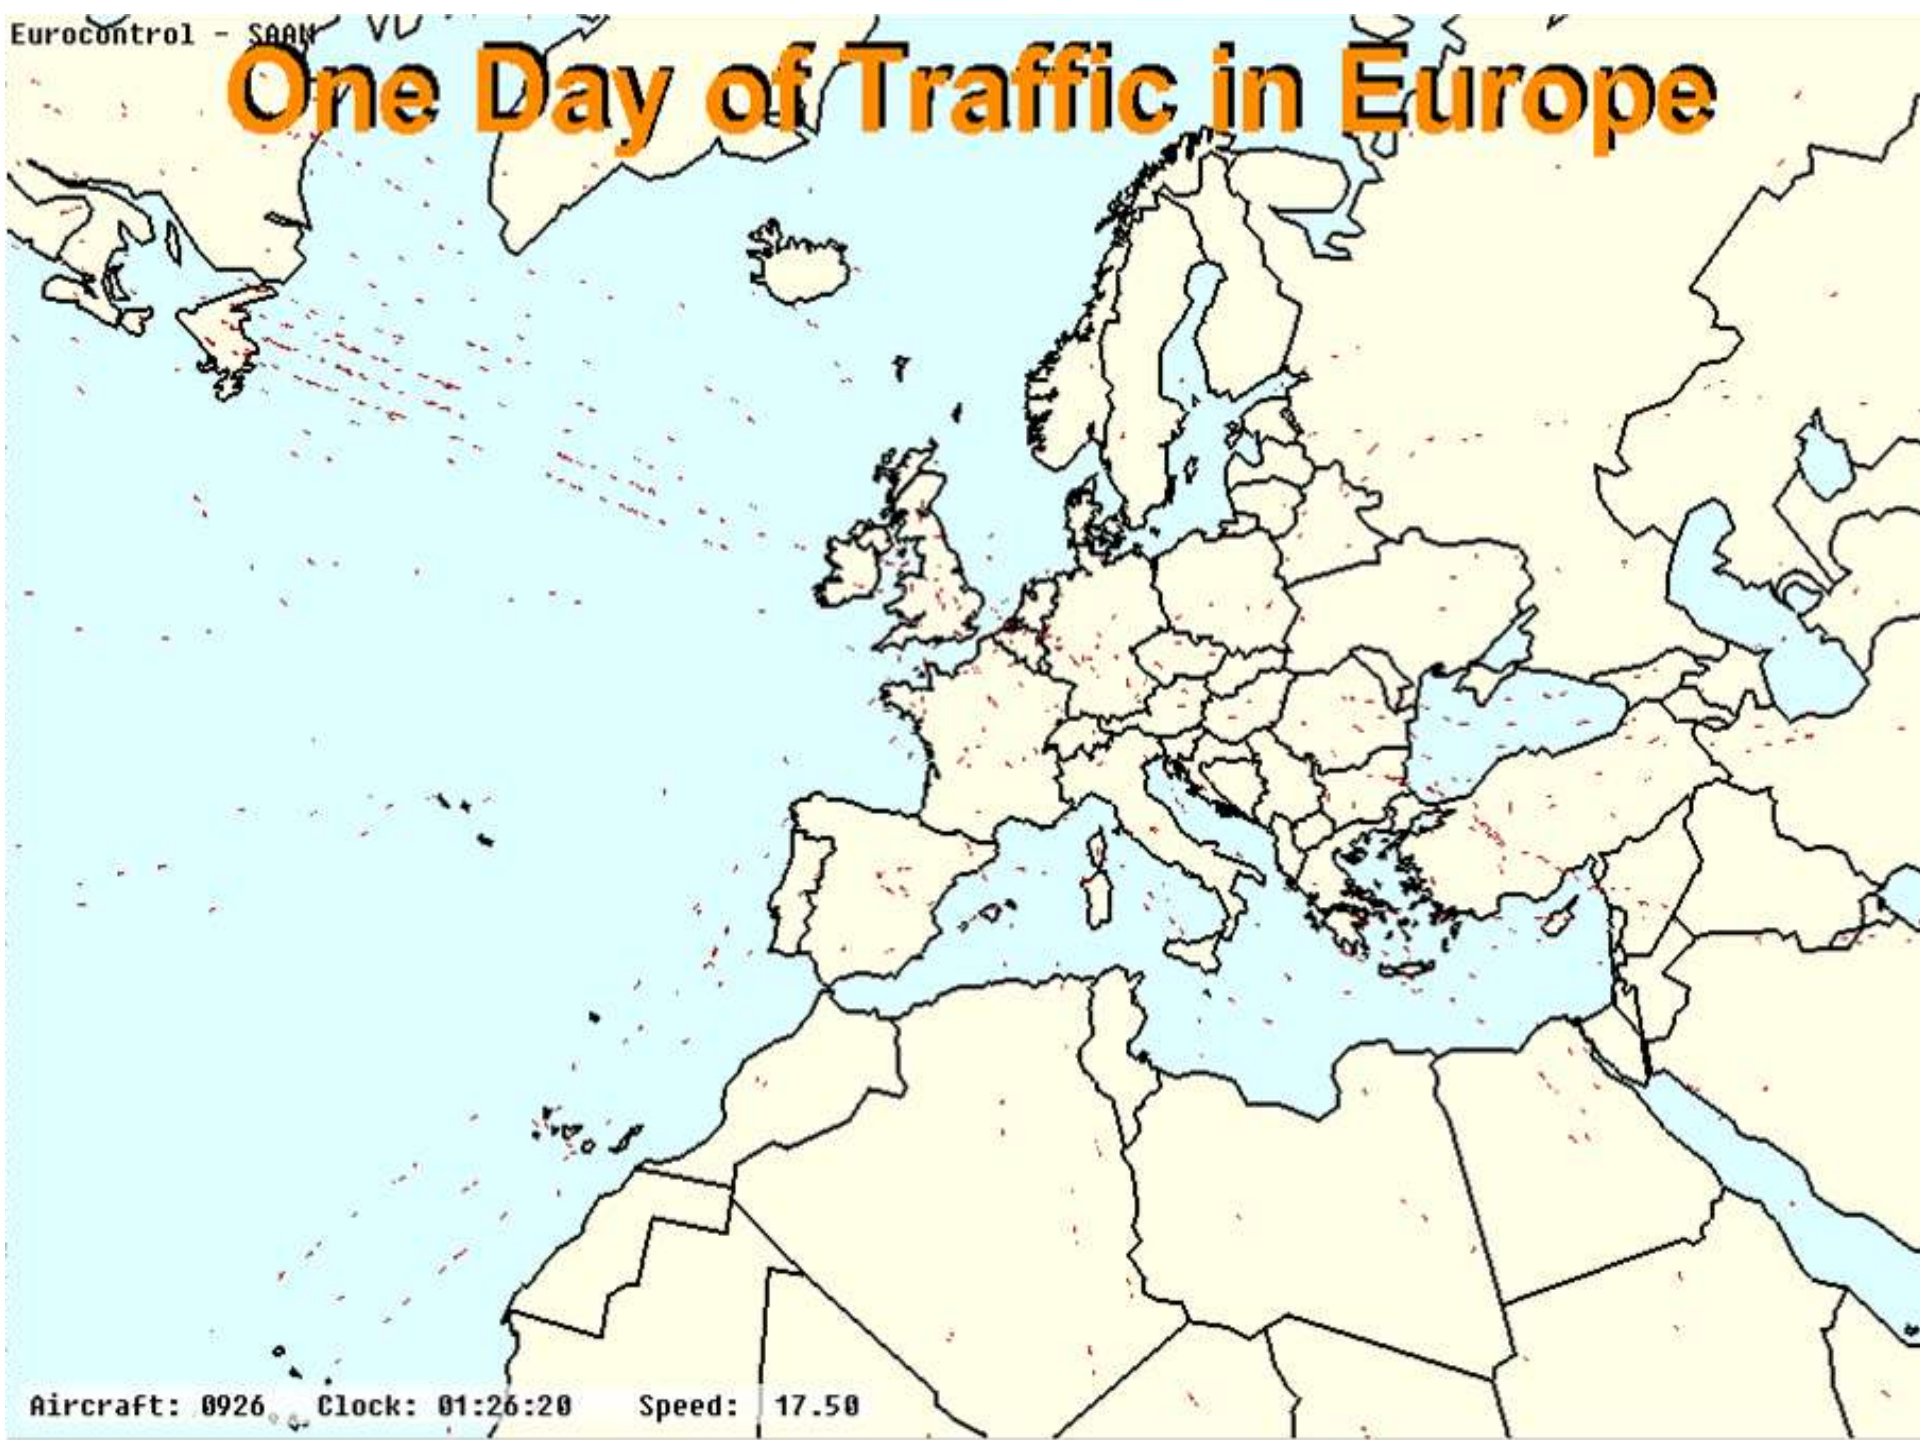 Eurocontrol - SAAM
One Day of Traffic in Europe
Aircraft: 0926 Clock: 01:26:20 Speed: 17.50